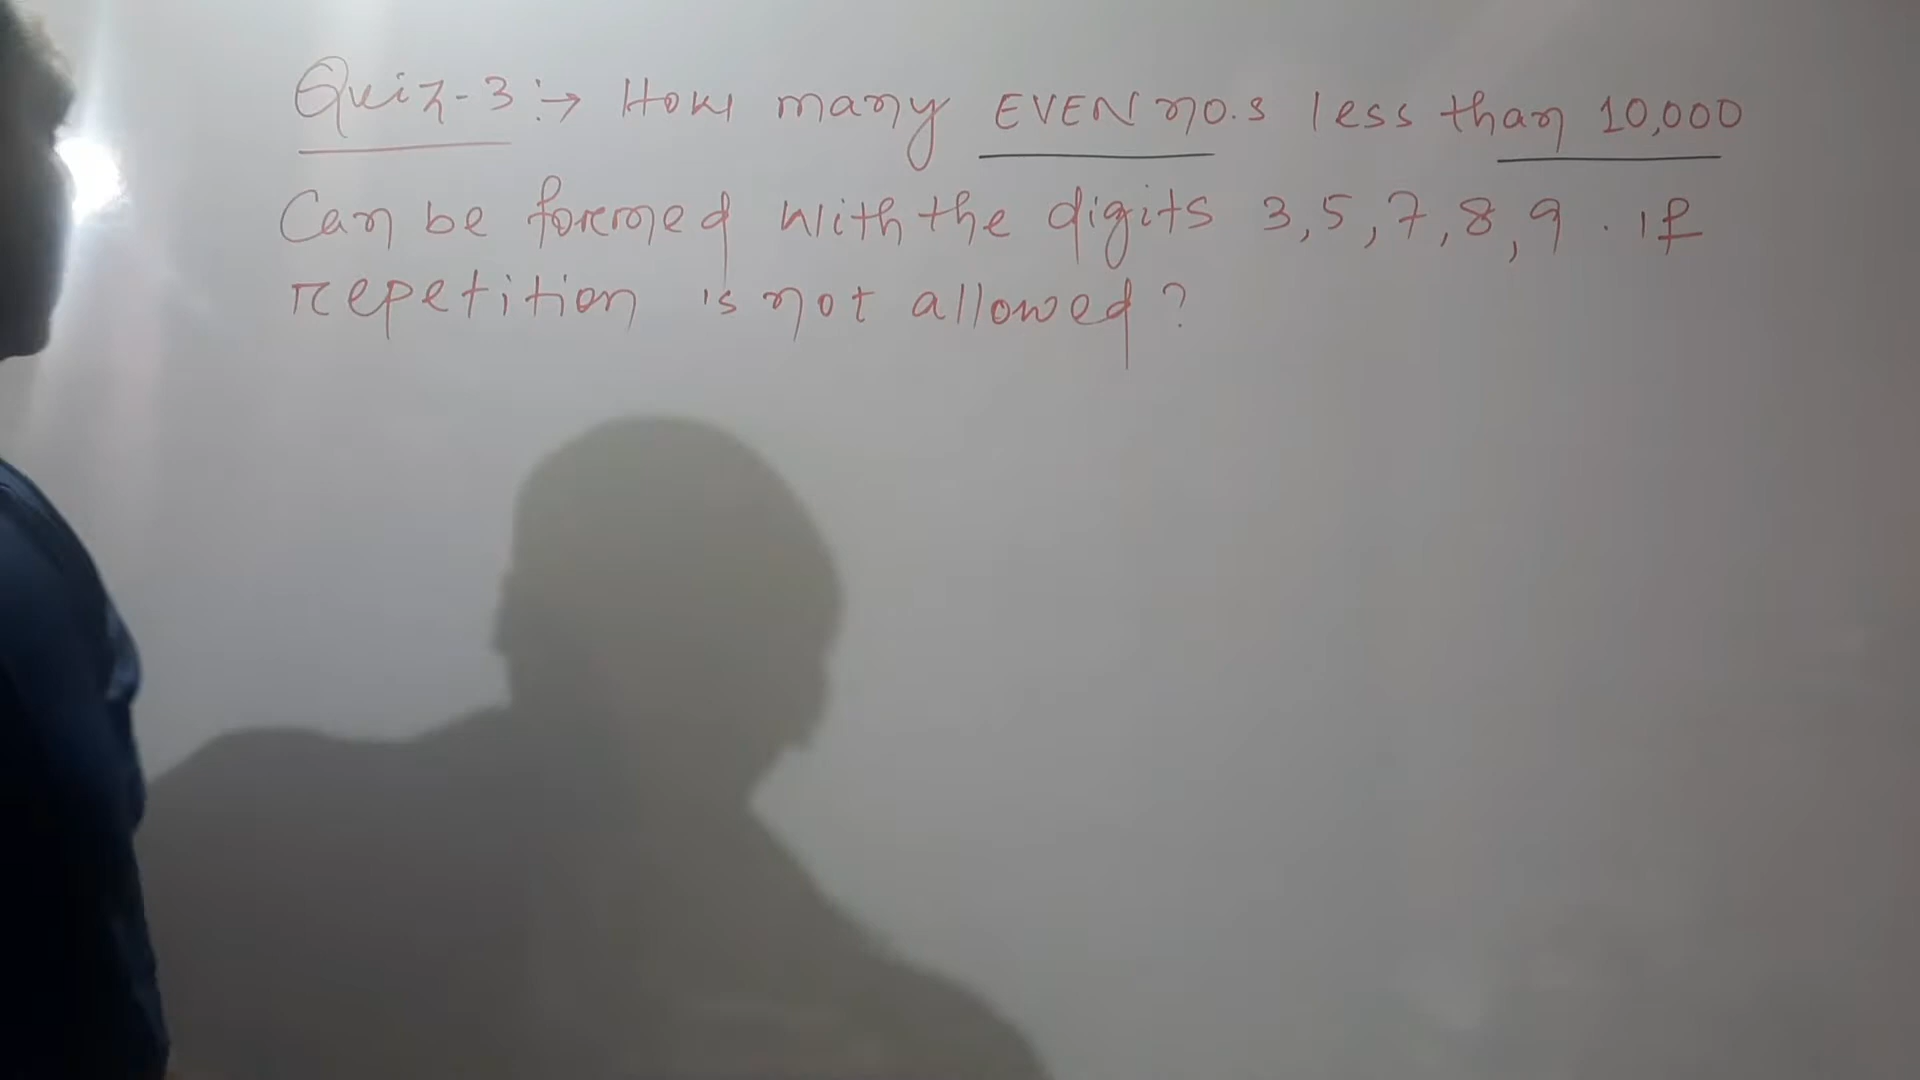 Quiz-3:→ How many EVEN no.s less than 10,000
Can be formed with the digits 3,5,7,8,9. if
repetition is not allowed?